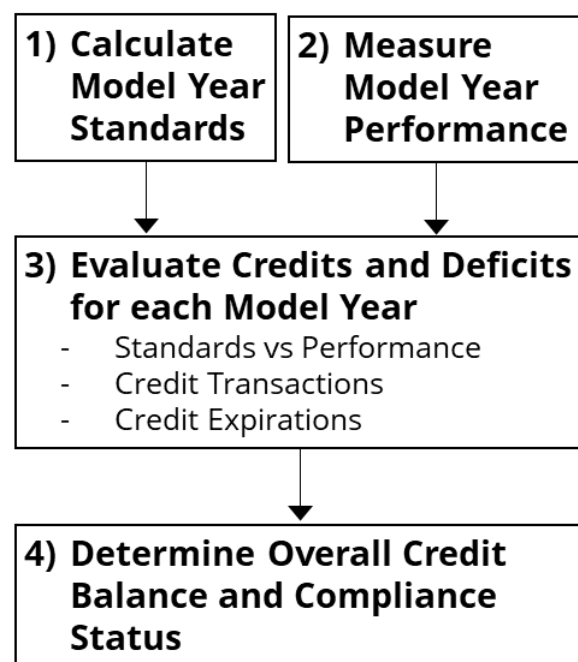 1) Calculate
Model Year
Standards
2) Measure
Model Year
Performance
3) Evaluate Credits and Deficits
for each Model Year
- Standards vs Performance
- Credit Transactions
- Credit Expirations
4) Determine Overall Credit
Balance and Compliance
Status